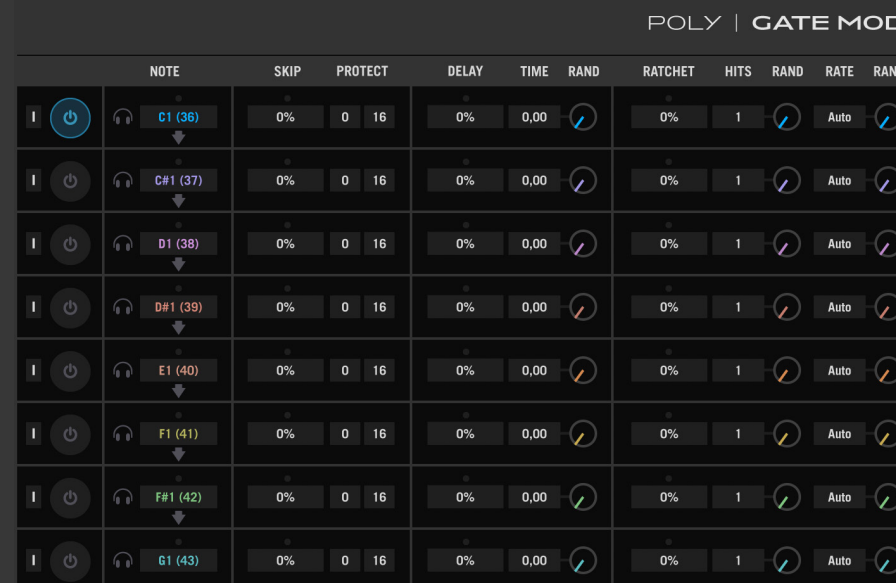 POLY | GATE MOD
NOTE SKIP PROTECT DELAY TIME RAND RATCHET HITS RAND RATE RAN
I C1 (36) 0% 0 16 0% 0,00 0% 1 Auto
I C#1 (37) 0% 0 16 0% 0,00 0% 1 Auto
I D1 (38) 0% 0 16 0% 0,00 0% 1 Auto
I D#1 (39) 0% 0 16 0% 0,00 0% 1 Auto
I E1 (40) 0% 0 16 0% 0,00 0% 1 Auto
I F1 (41) 0% 0 16 0% 0,00 0% 1 Auto
I F#1 (42) 0% 0 16 0% 0,00 0% 1 Auto
I G1 (43) 0% 0 16 0% 0,00 0% 1 Auto